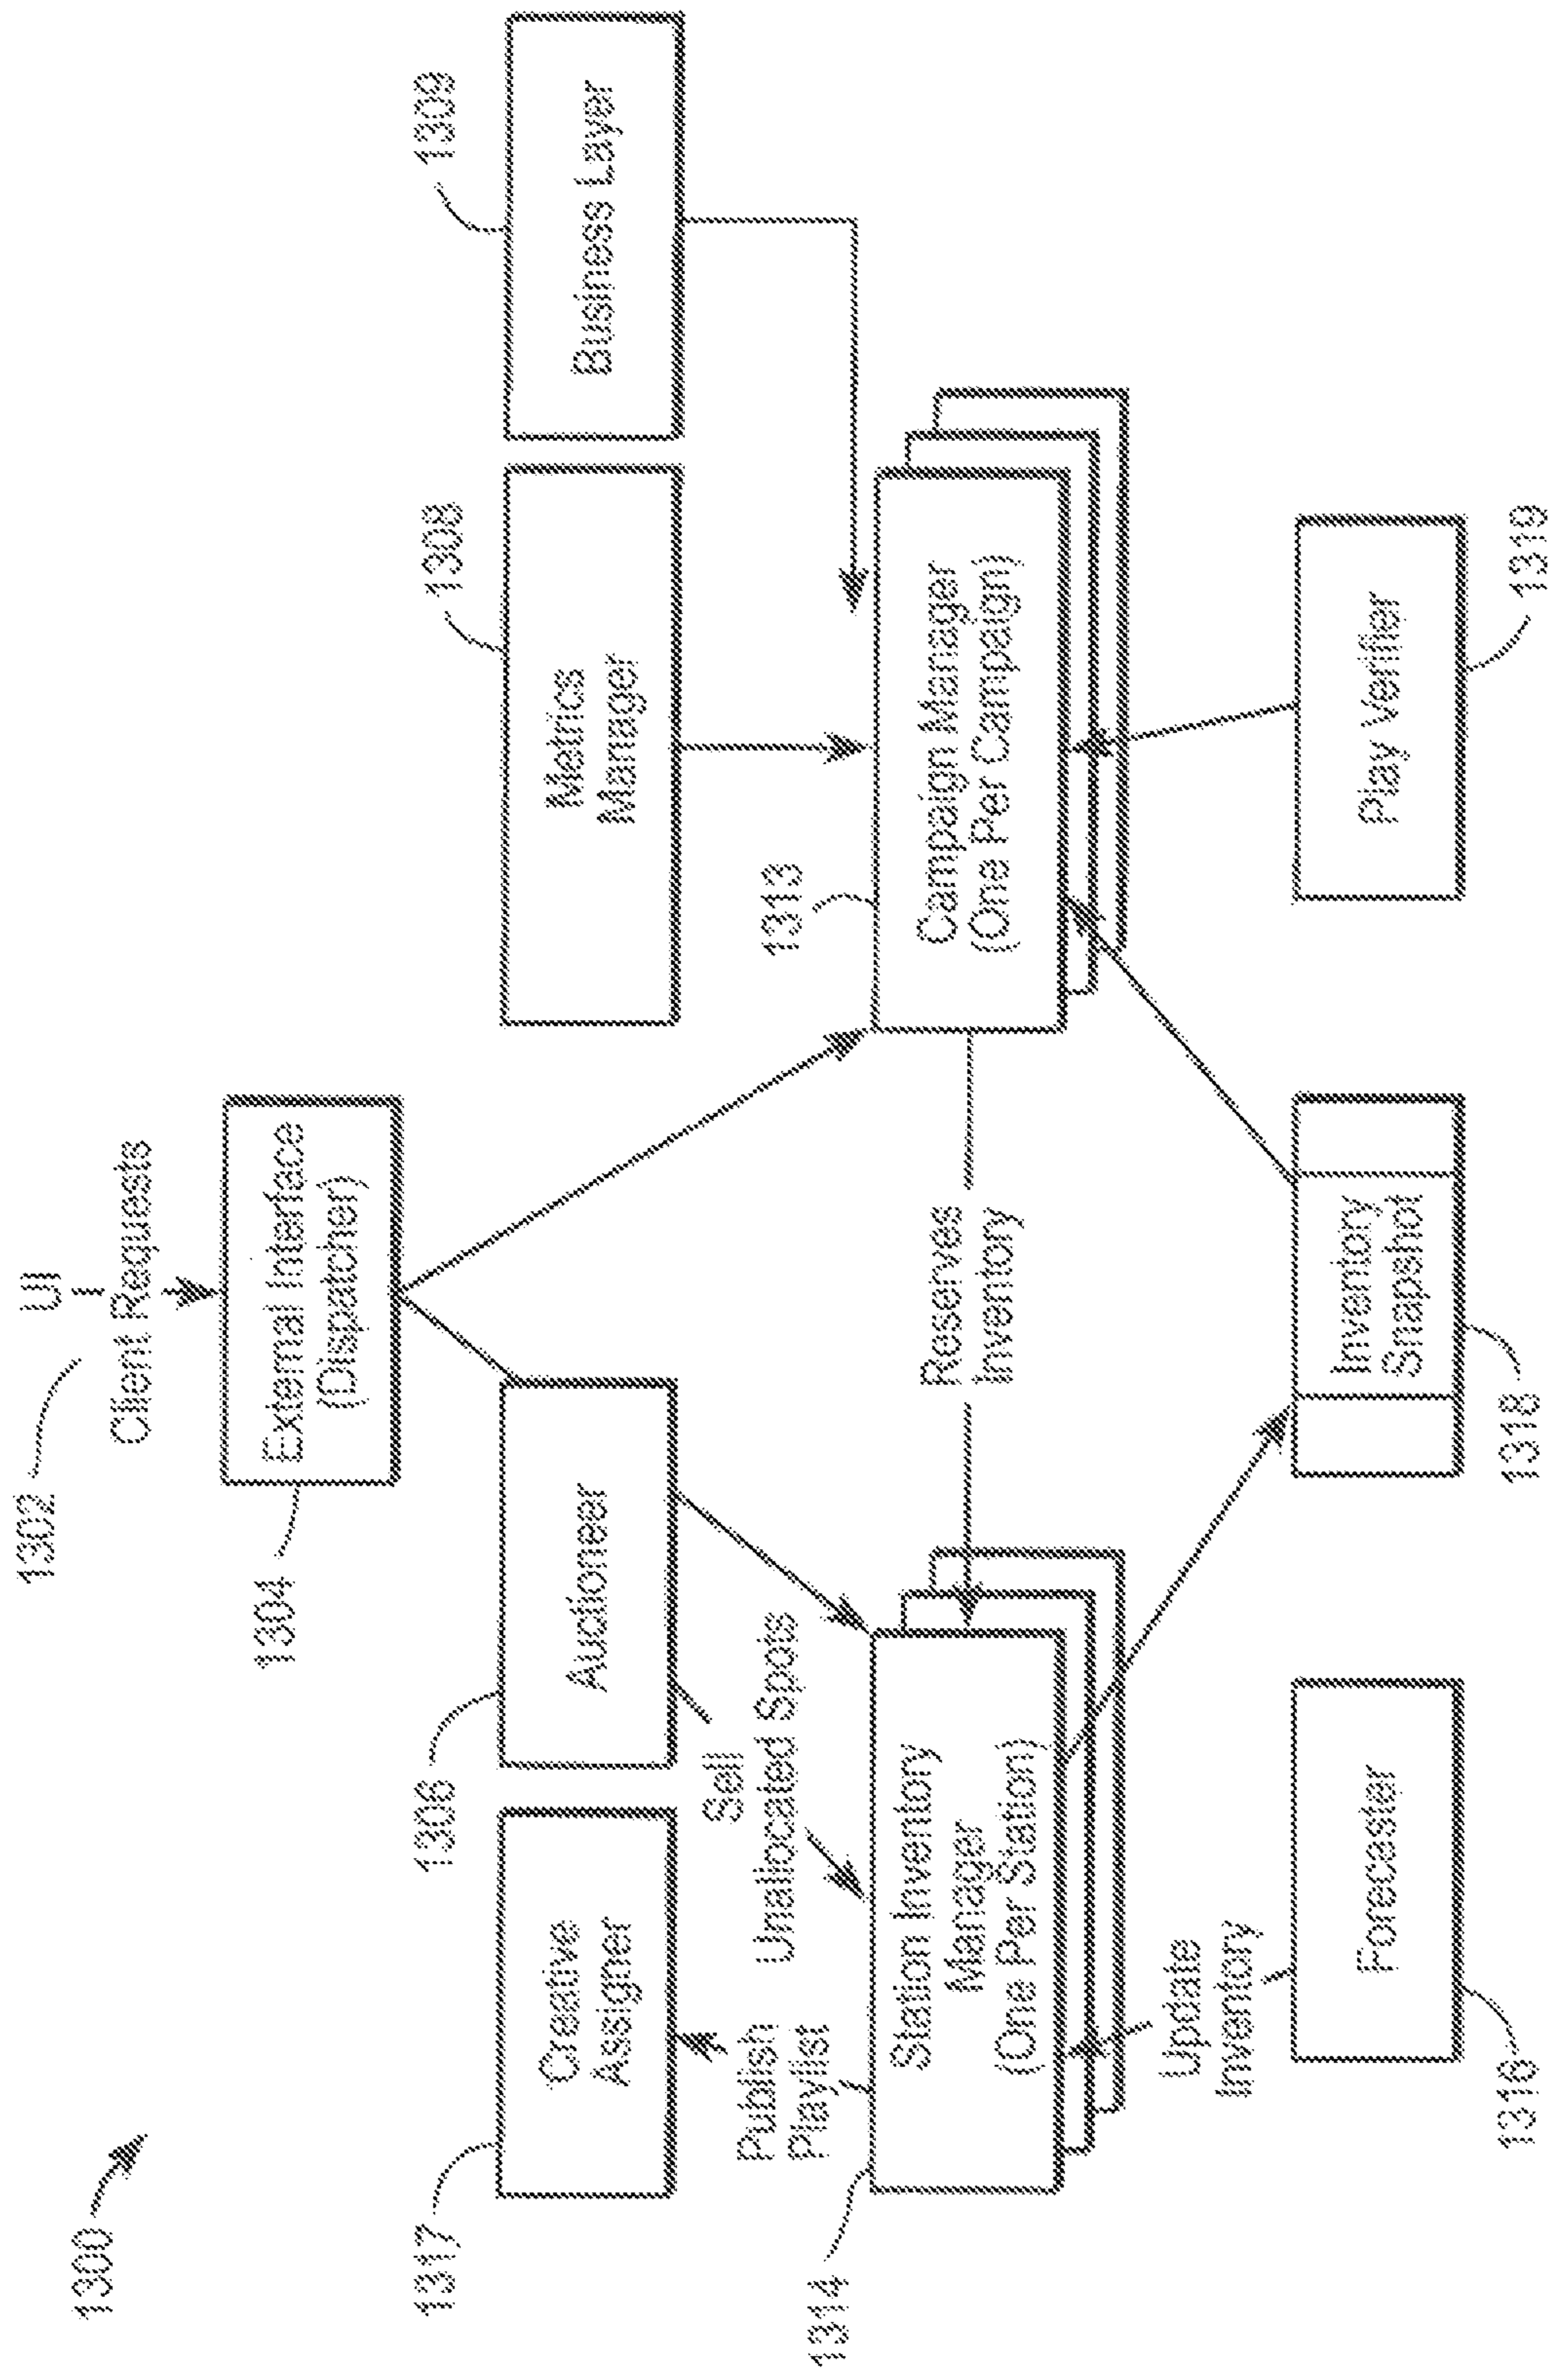 1300
1302
UI
Client Requests
1304
External Interface
(Dispatcher)
1317
Creative
Assigner
1306
Auctioneer
1308
Metrics
Manager
1309
Business Layer
Publish
Playlist
Sell
Unallocated Spots
1314
Station Inventory
Manager
(One Per Station)
Reserves
Inventory
1313
Campaign Manager
(One Per Campaign)
Update
Inventory
1316
Forecaster
1318
Inventory
Snapshot
1319
Play Verifier